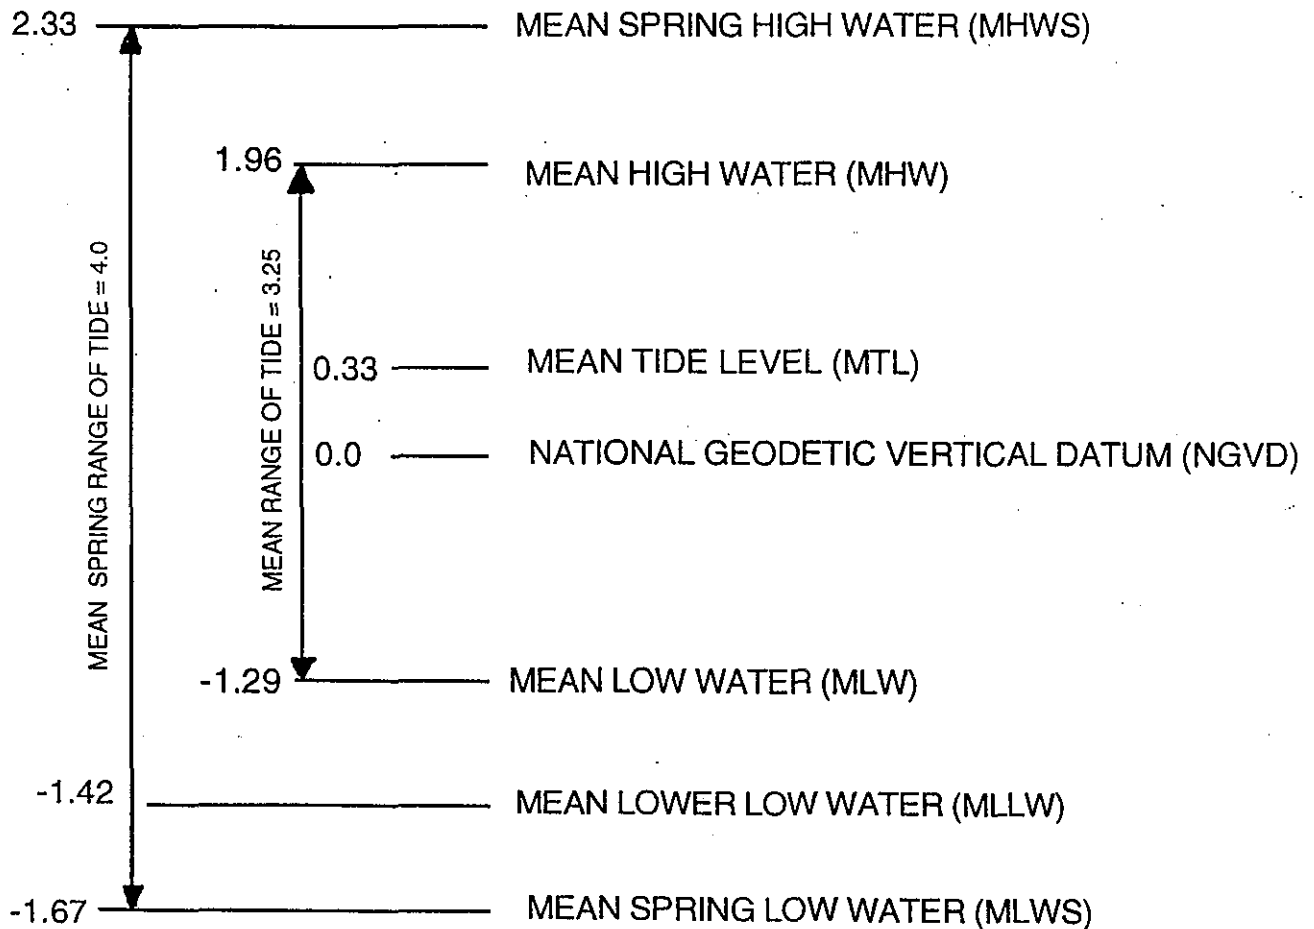 2.33 MEAN SPRING HIGH WATER (MHWS)
1.96 MEAN HIGH WATER (MHW)
MEAN SPRING RANGE OF TIDE = 4.0
MEAN RANGE OF TIDE = 3.25
0.33 MEAN TIDE LEVEL (MTL)
0.0 NATIONAL GEODETIC VERTICAL DATUM (NGVD)
-1.29 MEAN LOW WATER (MLW)
-1.42 MEAN LOWER LOW WATER (MLLW)
-1.67 MEAN SPRING LOW WATER (MLWS)